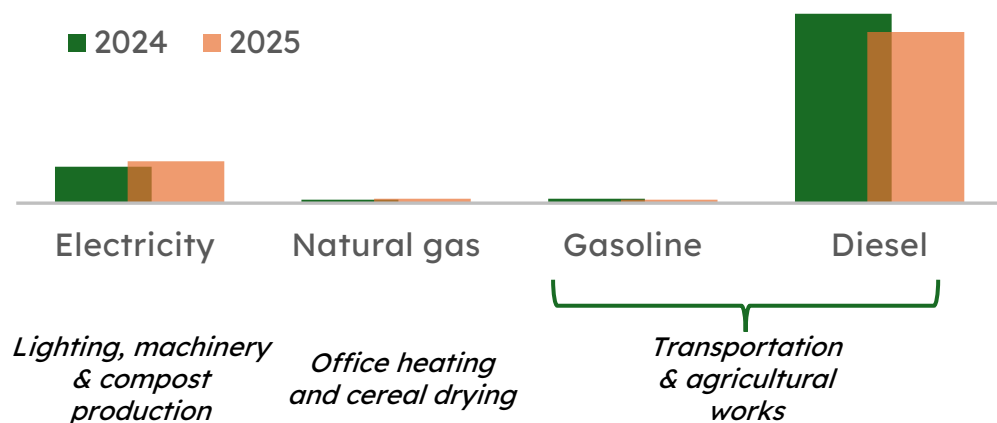 2024 2025
Electricity Natural gas Gasoline Diesel
Lighting, machinery
& compost
production
Office heating
and cereal drying
Transportation
& agricultural
works